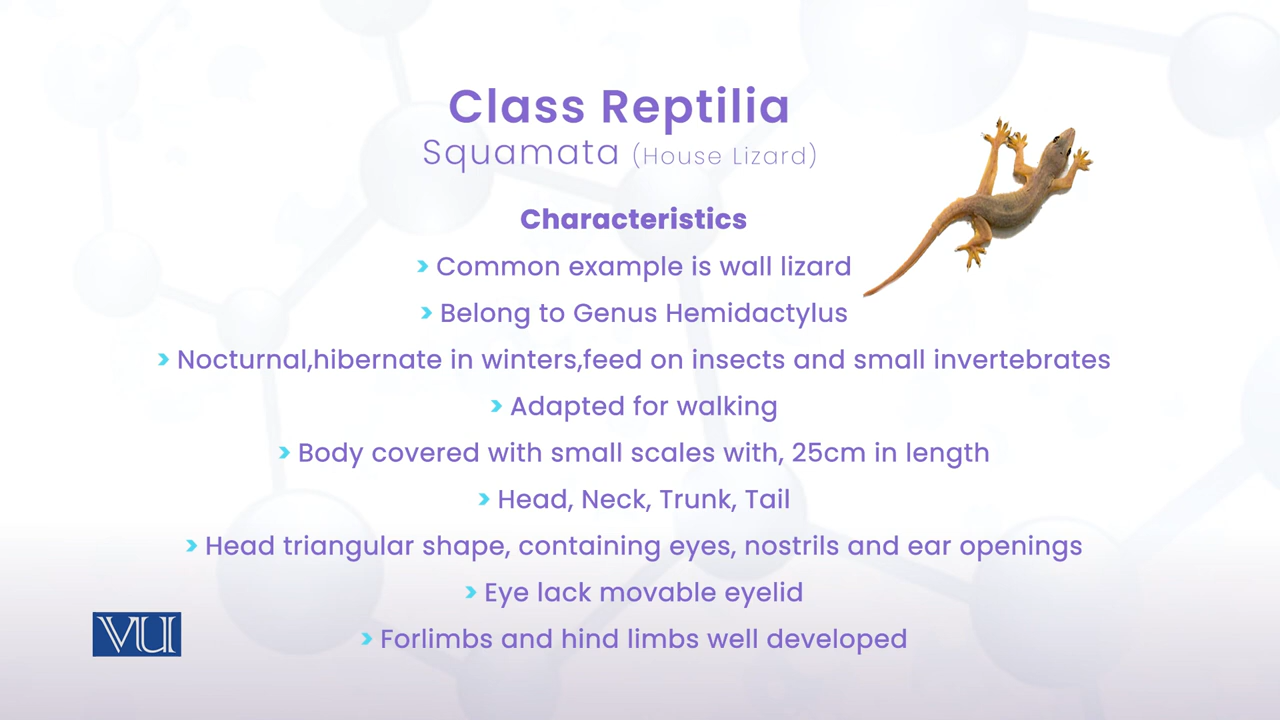 Class Reptilia
Squamata (House Lizard)
Characteristics
Common example is wall lizard
Belong to Genus Hemidactylus
Nocturnal,hibernate in winters,feed on insects and small invertebrates
Adapted for walking
Body covered with small scales with, 25cm in length
Head, Neck, Trunk, Tail
Head triangular shape, containing eyes, nostrils and ear openings
Eye lack movable eyelid
Forlimbs and hind limbs well developed
VU